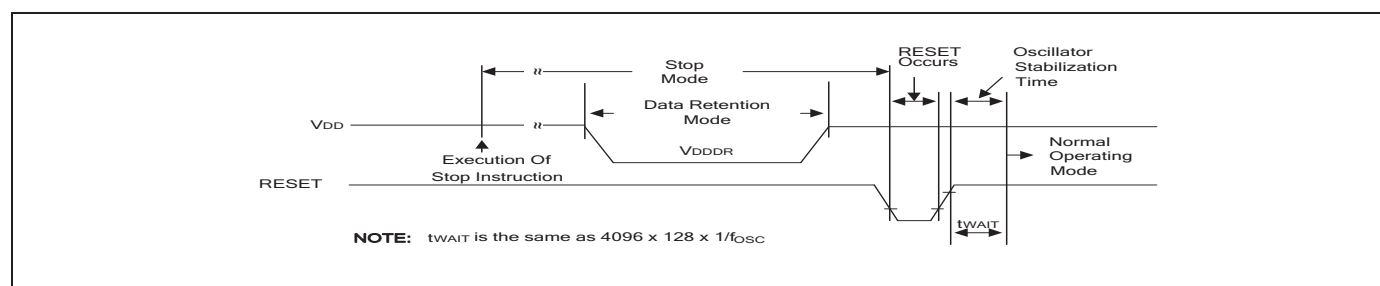 Stop
Mode
RESET
Occurs
Oscillator
Stabilization
Time
Data Retention
Mode
VDD
VDDDR
Execution Of
Stop Instruction
Normal
Operating
Mode
RESET
tWAIT
NOTE: tWAIT is the same as 4096 x 128 x 1/fOSC